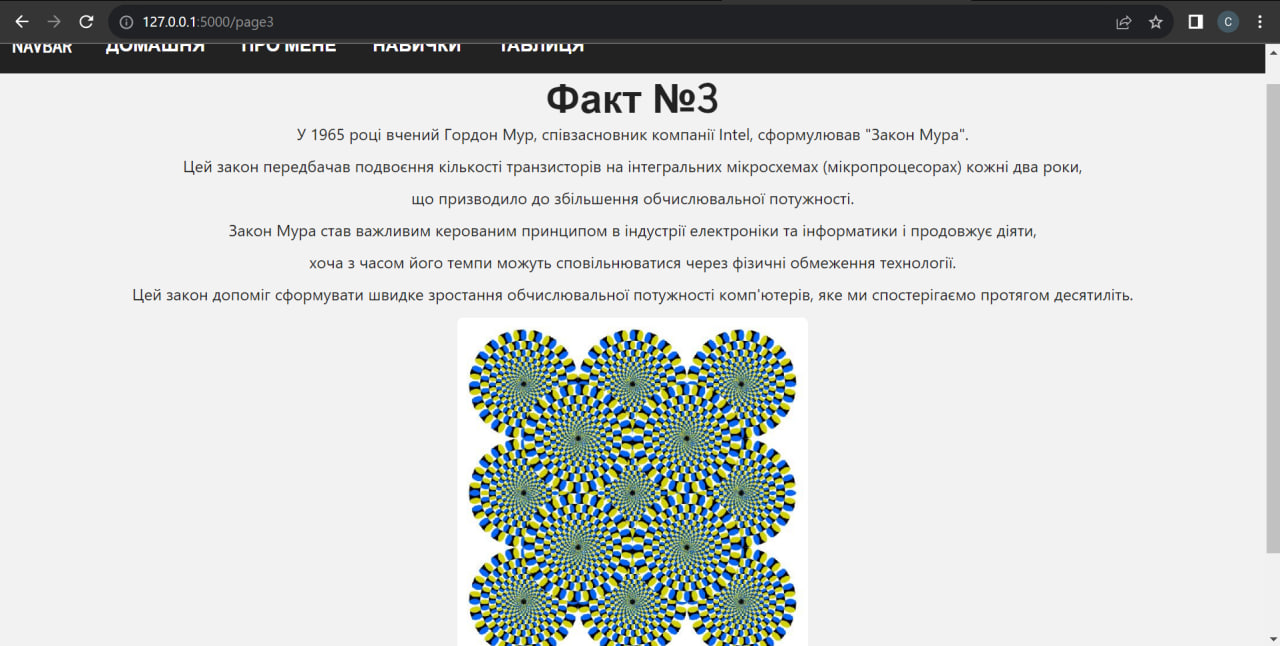 127.0.0.1:5000/page3
C
NAVBAR ДОМАШНЯ ПРО МЕНЕ НАВИЧКИ ТАБЛИЦЯ
Факт №3
У 1965 році вчений Гордон Мур, співзасновник компанії Intel, сформулював "Закон Мура".
Цей закон передбачав подвоєння кількості транзисторів на інтегральних мікросхемах (мікропроцесорах) кожні два роки,
що призводило до збільшення обчислювальної потужності.
Закон Мура став важливим керованим принципом в індустрії електроніки та інформатики і продовжує діяти,
хоча з часом його темпи можуть сповільнюватися через фізичні обмеження технології.
Цей закон допоміг сформувати швидке зростання обчислювальної потужності комп'ютерів, яке ми спостерігаємо протягом десятиліть.